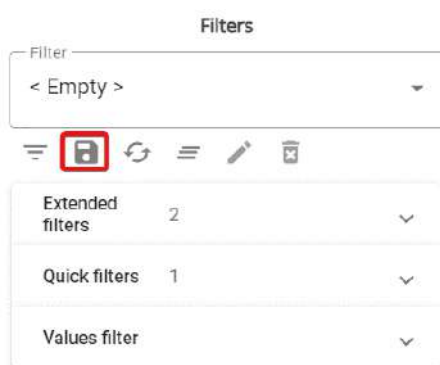 Filters
Filter
< Empty >
Extended
filters
2
Quick filters 1
Values filter